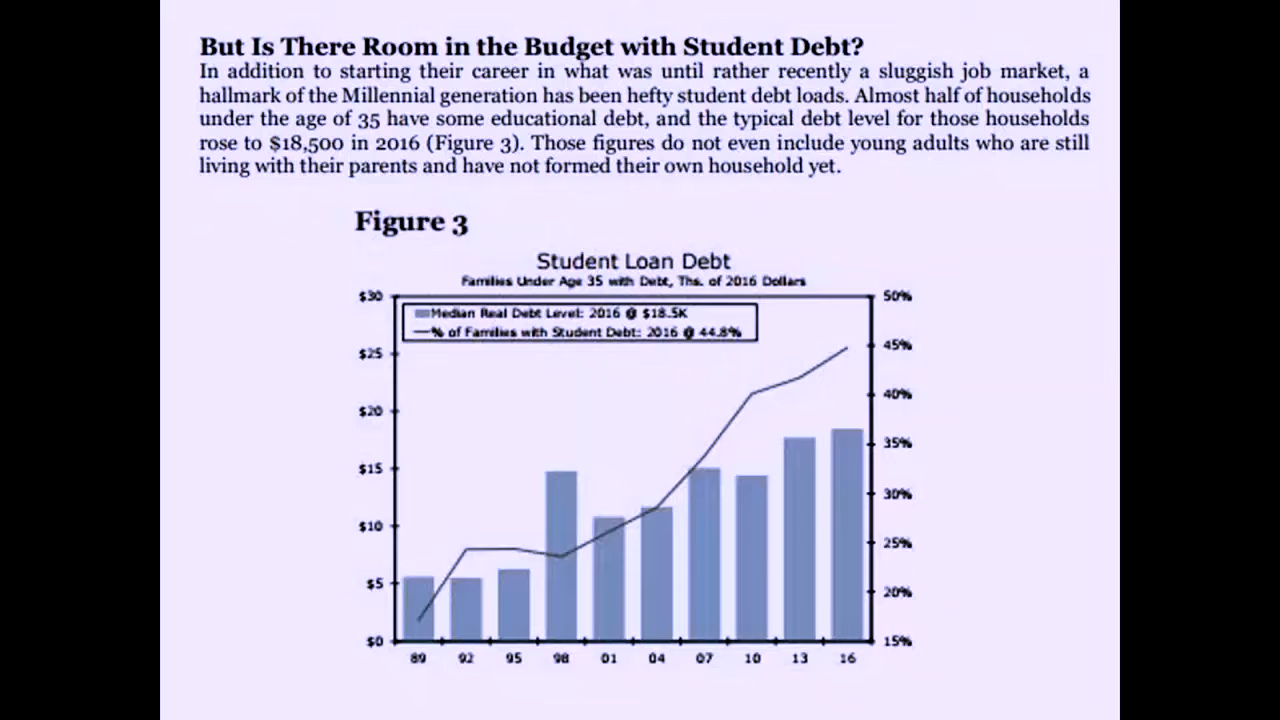 But Is There Room in the Budget with Student Debt?
In addition to starting their career in what was until rather recently a sluggish job market, a
hallmark of the Millennial generation has been hefty student debt loads. Almost half of households
under the age of 35 have some educational debt, and the typical debt level for those households
rose to $18,500 in 2016 (Figure 3). Those figures do not even include young adults who are still
living with their parents and have not formed their own household yet.
Figure 3
Student Loan Debt
Families Under Age 35 with Debt, Ths. of 2016 Dollars
$30 50%
Median Real Debt Level: 2016 @ $18.5K
% of Families with Student Debt: 2016 @ 44.8%
$25 45%
$20 40%
$15 35%
$10 30%
$5 25%
$0 20%
15%
89 92 95 98 01 04 07 10 13 16